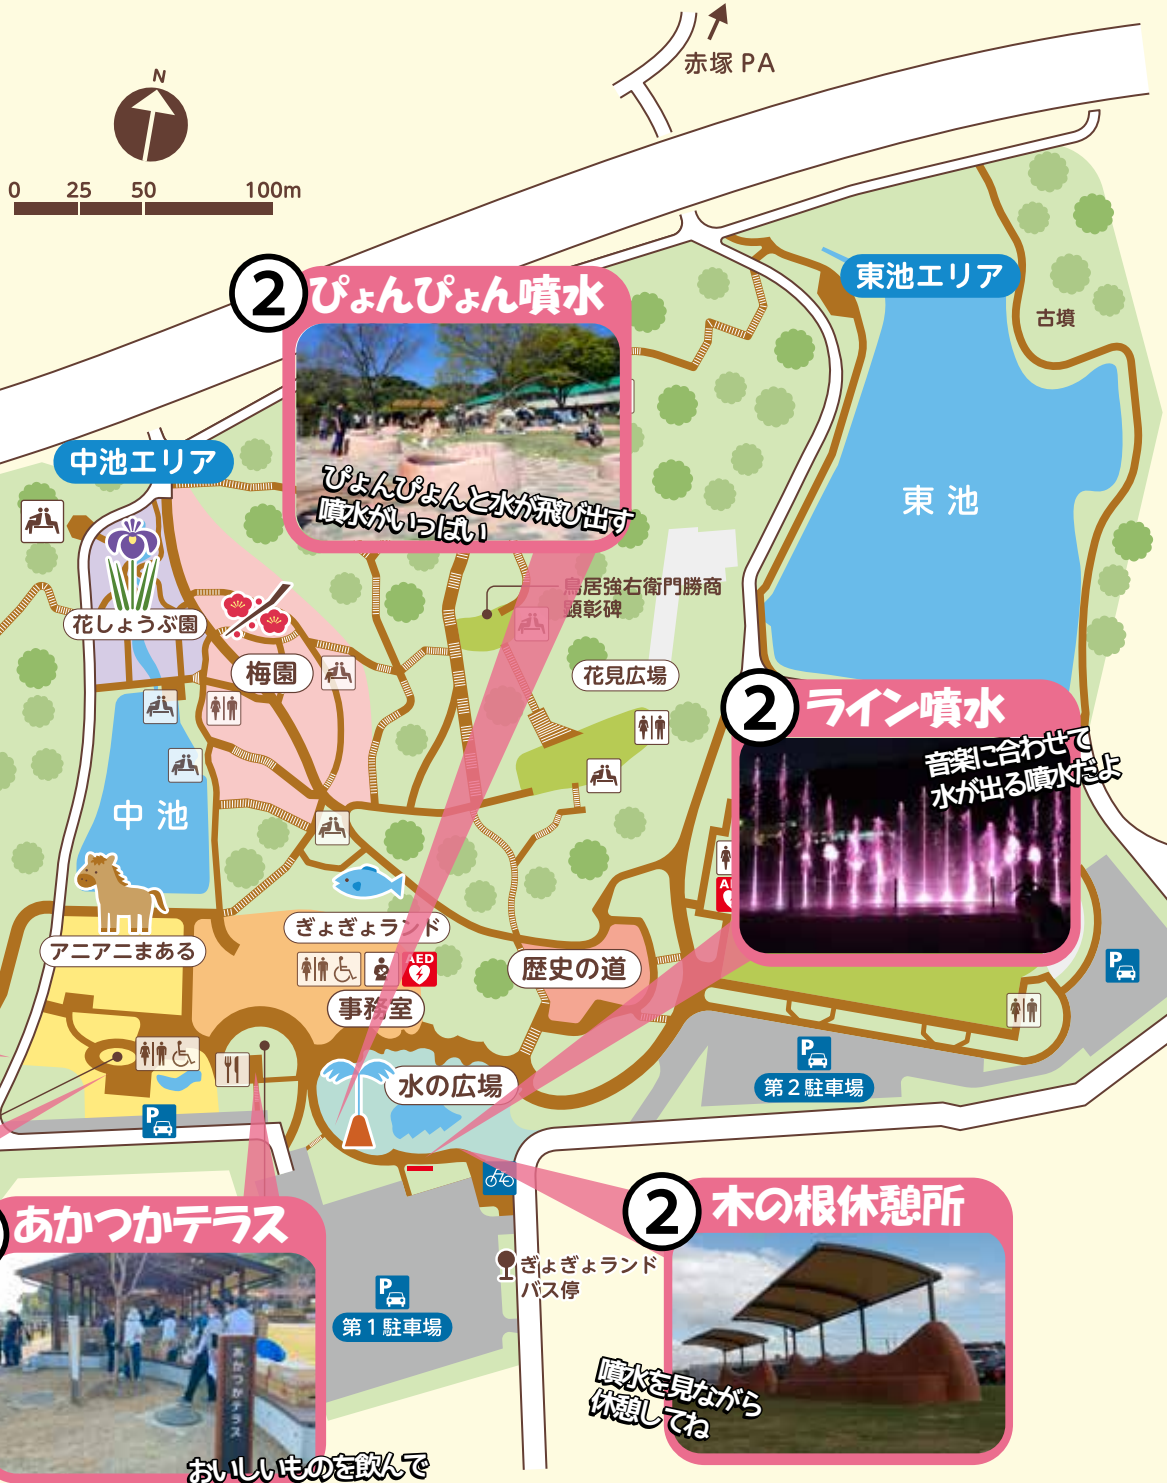 赤塚 PA
N
0 25 50 100m
東池エリア
古墳
② ぴょんぴょん噴水
ぴょんぴょんと水が飛び出す
噴水がいっぱい
中池エリア
東 池
鳥居強右衛門勝商
顕彰碑
花しょうぶ園
梅園
花見広場
② ライン噴水
音楽に合わせて
水が出る噴水だよ
中 池
ぎょぎょランド
アニアニまある
AED
歴史の道
事務室
P
水の広場
P
第2駐車場
P
② 木の根休憩所
あかつかテラス
ぎょぎょランド
バス停
P
第1駐車場
噴水を見ながら
休憩してね
あかつかテラス
おいしいものを飲んで